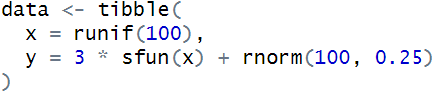 data <- tibble(
  x = runif(100),
  y = 3 * sfun(x) + rnorm(100, 0.25)
)